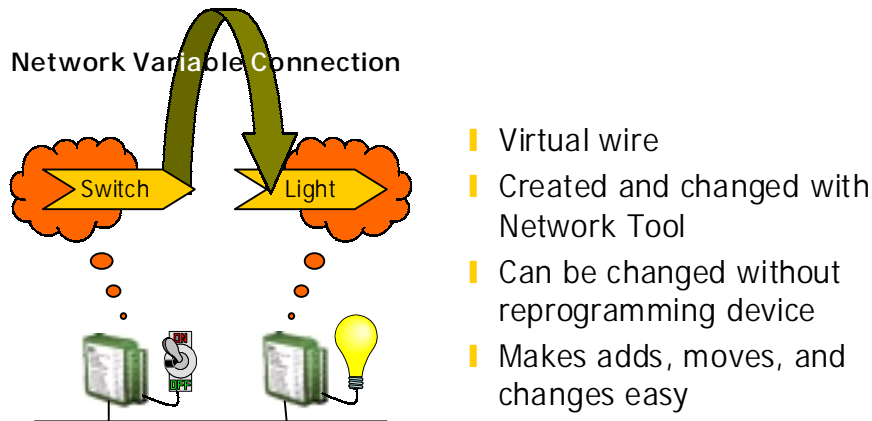 Network Variable Connection
Switch
Light
ON
OFF
Virtual wire
Created and changed with
Network Tool
Can be changed without
reprogramming device
Makes adds, moves, and
changes easy